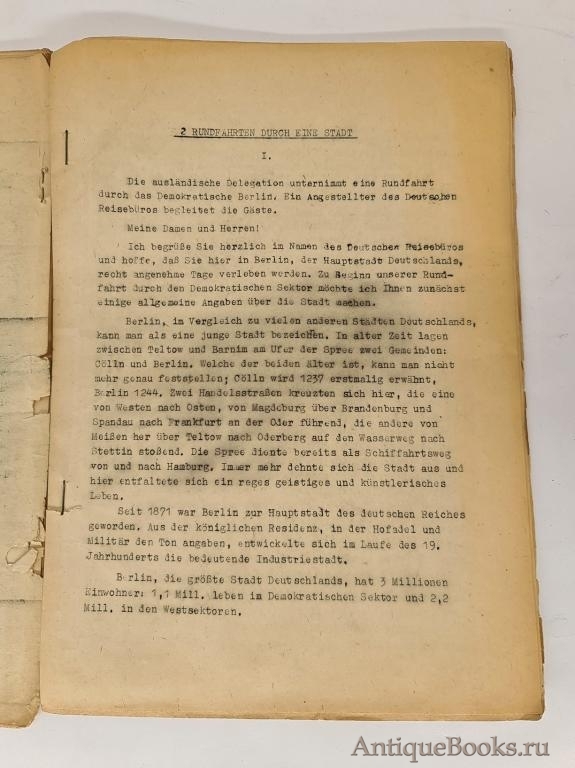 2 RUNDFAHRTEN DURCH EINE STADT
I.
Die ausländische Delegation unternimmt eine Rundfahrt
durch das Demokratische Berlin. Ein Angestellter des Deutschen
Reisebüros begleitet die Gäste.
Meine Damen und Herren!
Ich begrüße Sie herzlich im Namen des Deutschen Reisebüros
und hoffe, daß Sie hier in Berlin, der Hauptstadt Deutschlands,
recht angenehme Tage verleben werden. Zu Beginn unserer Rund-
fahrt durch den Demokratischen Sektor möchte ich Ihnen zunächst
einige allgemeine Angaben über die Stadt machen.
Berlin, im Vergleich zu vielen anderen Städten Deutschlands,
kann man als eine junge Stadt bezeichen. In alter Zeit lagen
zwischen Teltow und Barnim am Ufer der Spree zwei Gemeinden:
Cölln und Berlin. Welche der beiden älter ist, kann man nicht
mehr genau feststellen; Cölln wird 1237 erstmalig erwähnt,
Berlin 1244. Zwei Handelsstraßen kreuzten sich hier, die eine
von Westen nach Osten, von Magdeburg über Brandenburg und
Spandau nach Frankfurt an der Oder führend, die andere von
Meißen her über Teltow nach Oderberg auf den Wasserweg nach
Stettin stoßend. Die Spree diente bereits als Schiffahrtsweg
von und nach Hamburg. Immer mehr dehnte sich die Stadt aus und
hier entfaltete sich ein reges geistiges und künstlerisches
Leben.
Seit 1871 war Berlin zur Hauptstadt des deutschen Reiches
geworden. Aus der königlichen Residenz, in der Hofadel und
Militär den Ton angaben, entwickelte sich im Laufe des 19.
Jahrhunderts die bedeutende Industriestadt.
Berlin, die größte Stadt Deutschlands, hat 3 Millionen
Einwohner: 1,1 Mill. leben im Demokratischen Sektor und 2,2
Mill. in den Westsektoren.
AntiqueBooks.ru